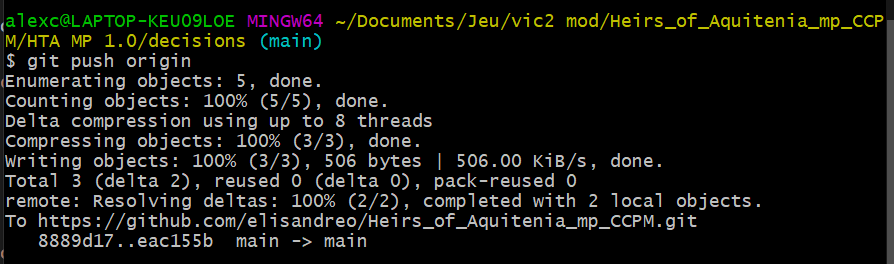 alexc@LAPTOP-KEU09LOE MINGW64 ~/Documents/Jeu/vic2 mod/Heirs_of_Aquitenia_mp_CCP
M/HTA MP 1.0/decisions (main)
$ git push origin
Enumerating objects: 5, done.
Counting objects: 100% (5/5), done.
Delta compression using up to 8 threads
Compressing objects: 100% (3/3), done.
Writing objects: 100% (3/3), 506 bytes | 506.00 KiB/s, done.
Total 3 (delta 2), reused 0 (delta 0), pack-reused 0
remote: Resolving deltas: 100% (2/2), completed with 2 local objects.
To https://github.com/elisandreo/Heirs_of_Aquitenia_mp_CCPM.git
   8889d17..eac155b  main -> main